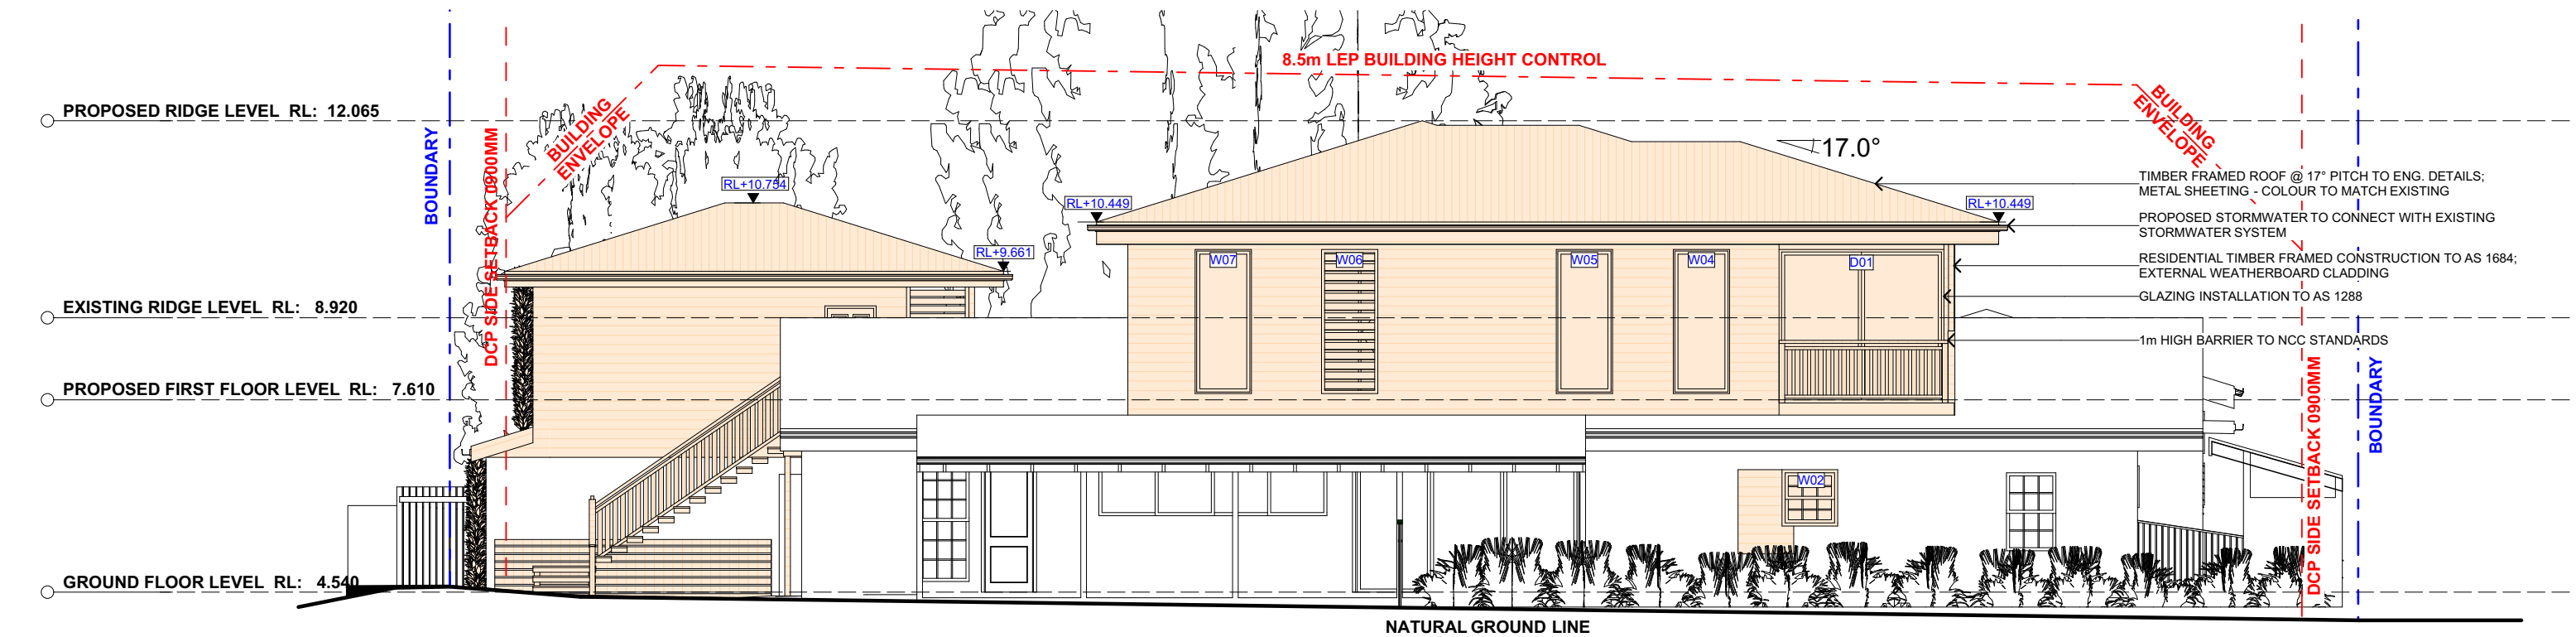 8.5m LEP BUILDING HEIGHT CONTROL
PROPOSED RIDGE LEVEL RL: 12.065
BOUNDARY
DCP SIDE SETBACK 0900MM
BUILDING
ENVELOPE
BUILDING
ENVELOPE
17.0°
RL+10.754
RL+10.449
RL+10.449
RL+9.661
TIMBER FRAMED ROOF @ 17° PITCH TO ENG. DETAILS;
METAL SHEETING - COLOUR TO MATCH EXISTING
PROPOSED STORMWATER TO CONNECT WITH EXISTING
STORMWATER SYSTEM
RESIDENTIAL TIMBER FRAMED CONSTRUCTION TO AS 1684;
EXTERNAL WEATHERBOARD CLADDING
GLAZING INSTALLATION TO AS 1288
1m HIGH BARRIER TO NCC STANDARDS
W07
W06
W05
W04
D01
EXISTING RIDGE LEVEL RL: 8.920
PROPOSED FIRST FLOOR LEVEL RL: 7.610
W02
DCP SIDE SETBACK 0900MM
BOUNDARY
GROUND FLOOR LEVEL RL: 4.540
NATURAL GROUND LINE